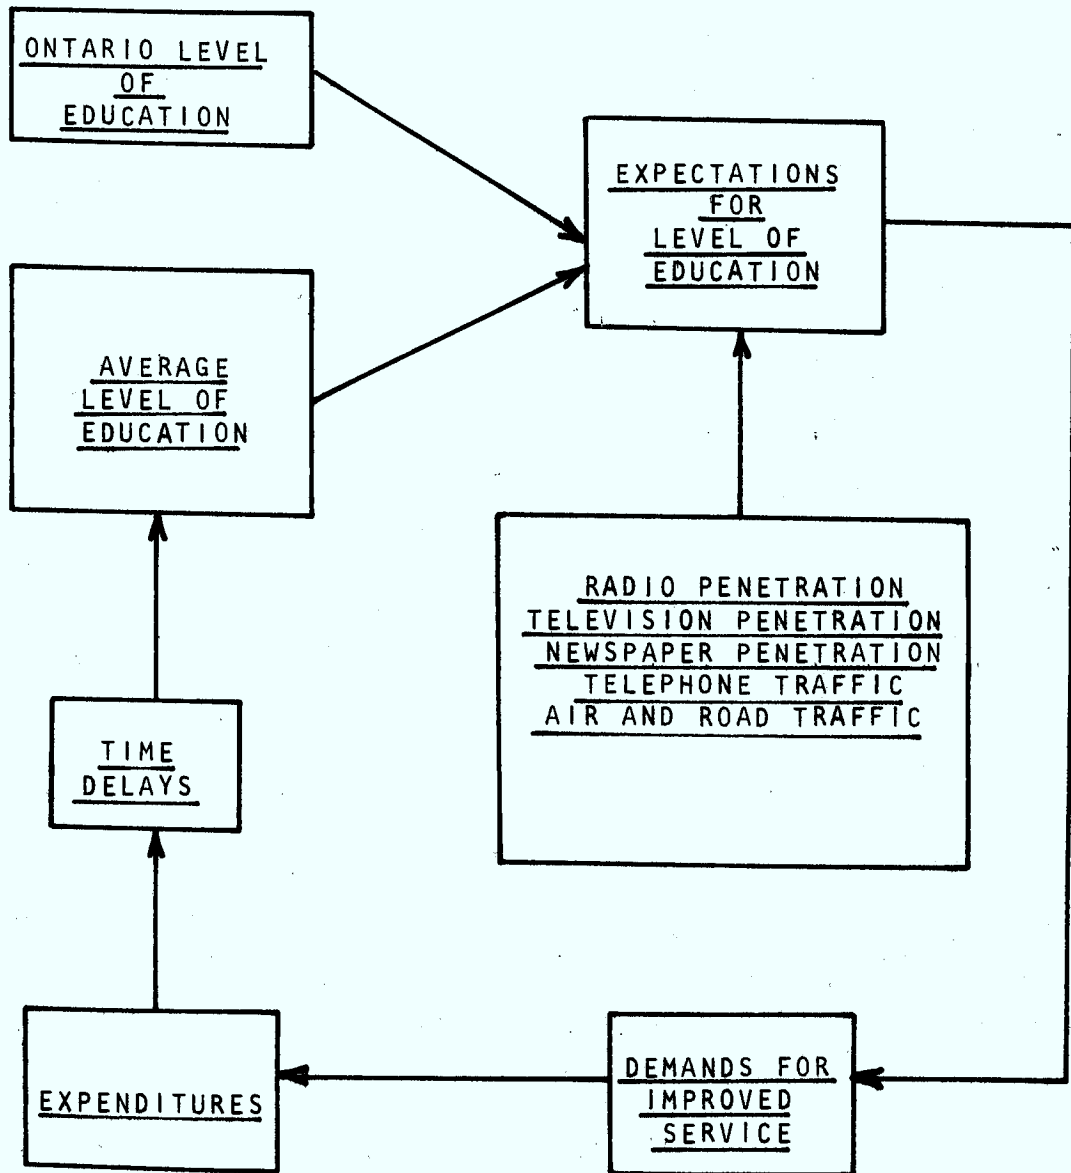 ONTARIO LEVEL
OF
EDUCATION
EXPECTATIONS
FOR
LEVEL OF
EDUCATION
AVERAGE
LEVEL OF
EDUCATION
RADIO PENETRATION
TELEVISION PENETRATION
NEWSPAPER PENETRATION
TELEPHONE TRAFFIC
AIR AND ROAD TRAFFIC
TIME
DELAYS
EXPENDITURES
DEMANDS FOR
IMPROVED
SERVICE